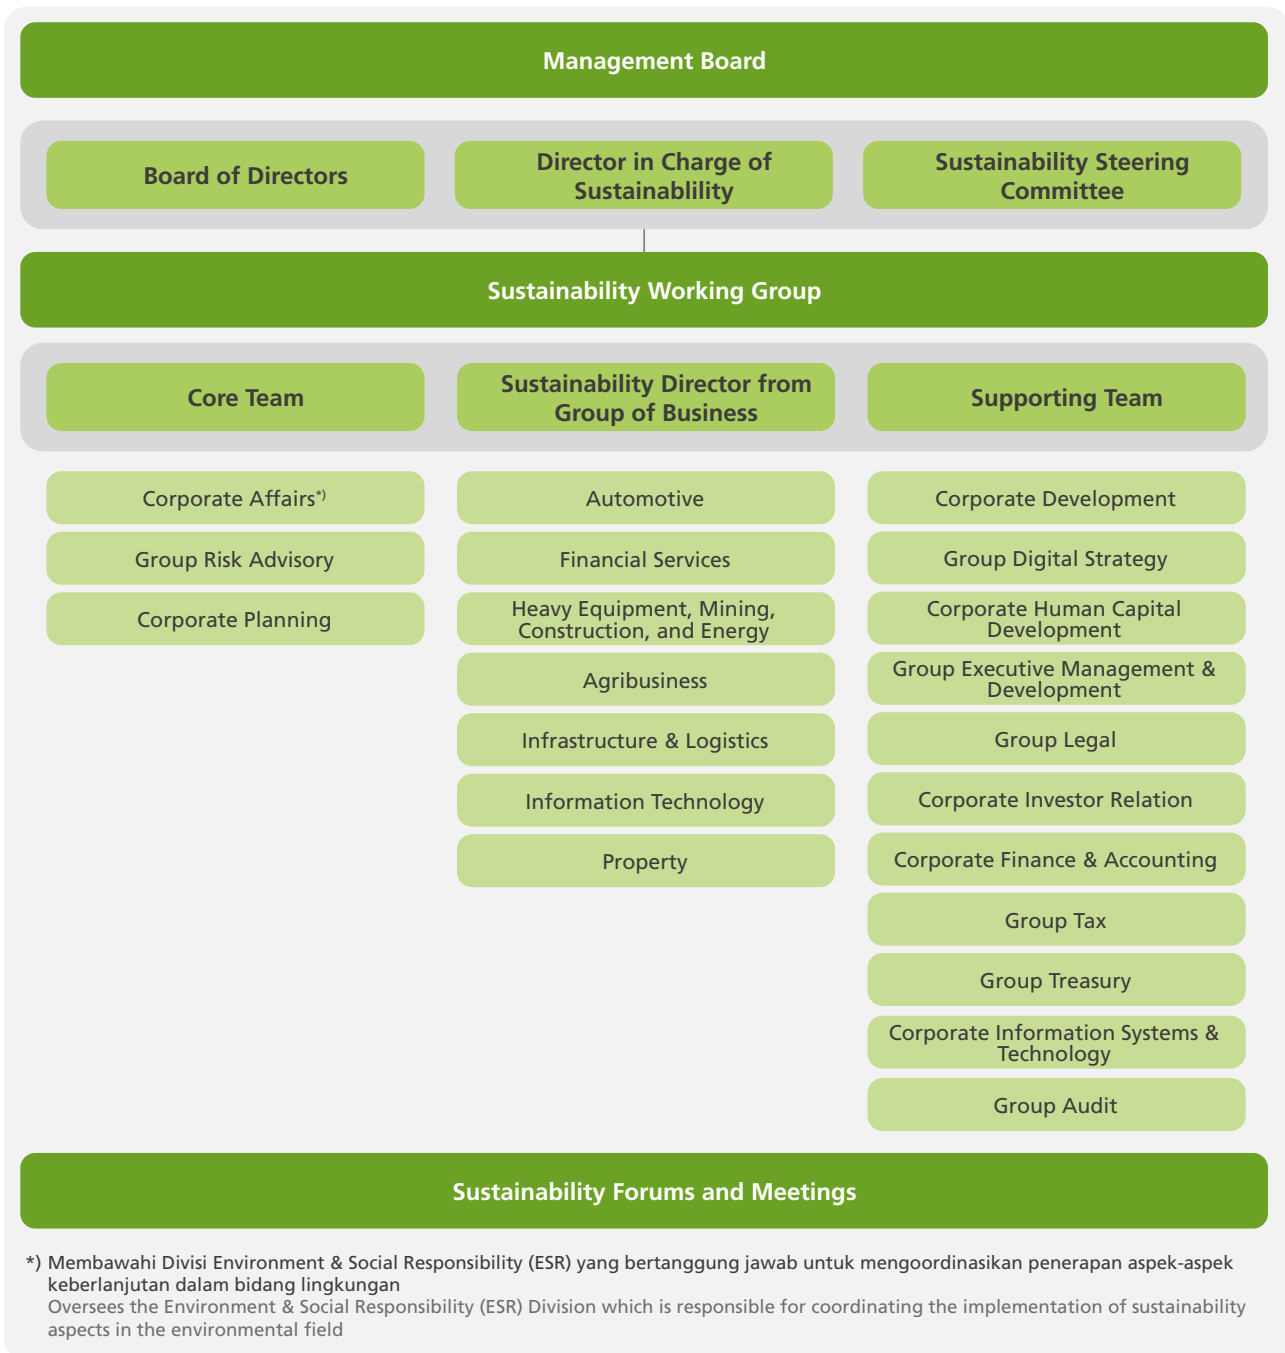 Management Board
Board of Directors
Director in Charge of
Sustainablility
Sustainability Steering
Committee
Sustainability Working Group
Core Team
Sustainability Director from
Group of Business
Supporting Team
Corporate Affairs*)
Group Risk Advisory
Corporate Planning
Automotive
Financial Services
Heavy Equipment, Mining,
Construction, and Energy
Agribusiness
Infrastructure & Logistics
Information Technology
Property
Corporate Development
Group Digital Strategy
Corporate Human Capital
Development
Group Executive Management &
Development
Group Legal
Corporate Investor Relation
Corporate Finance & Accounting
Group Tax
Group Treasury
Corporate Information Systems &
Technology
Group Audit
Sustainability Forums and Meetings
*) Membawahi Divisi Environment & Social Responsibility (ESR) yang bertanggung jawab untuk mengoordinasikan penerapan aspek-aspek
keberlanjutan dalam bidang lingkungan
Oversees the Environment & Social Responsibility (ESR) Division which is responsible for coordinating the implementation of sustainability
aspects in the environmental field